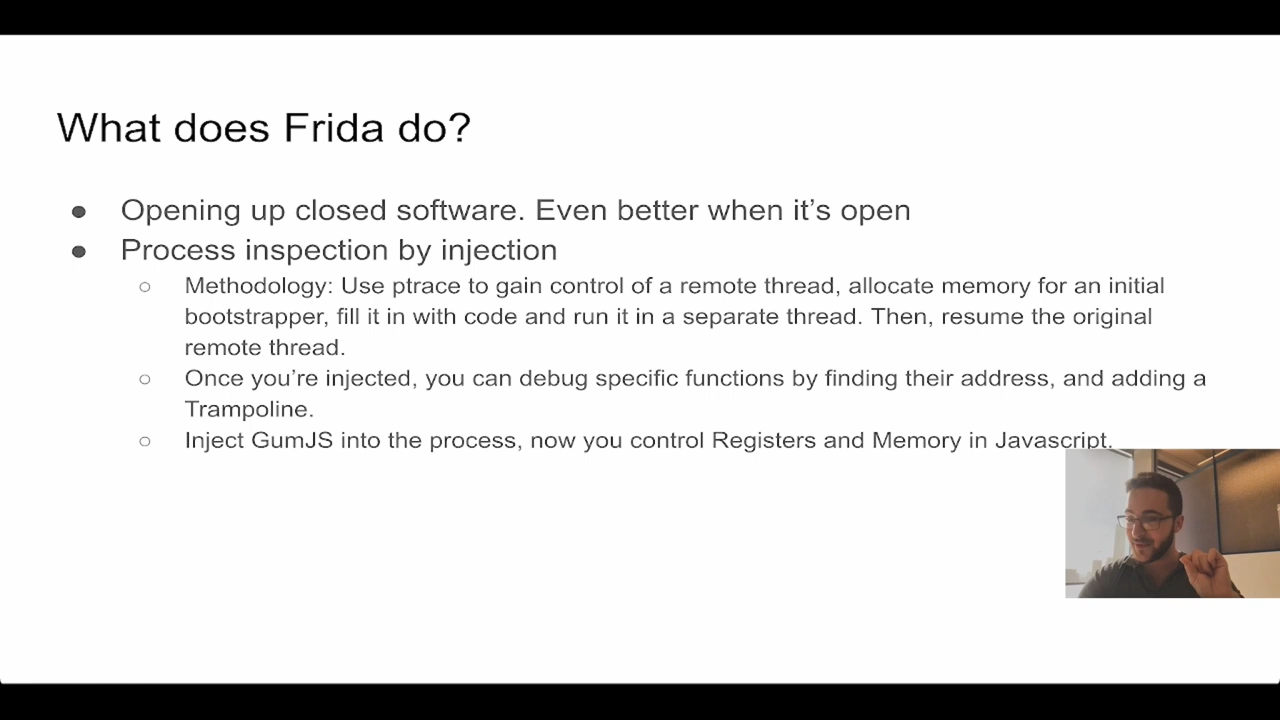 What does Frida do?
● Opening up closed software. Even better when it’s open
● Process inspection by injection
○ Methodology: Use ptrace to gain control of a remote thread, allocate memory for an initial
bootstrapper, fill it in with code and run it in a separate thread. Then, resume the original
remote thread.
○ Once you’re injected, you can debug specific functions by finding their address, and adding a
Trampoline.
○ Inject GumJS into the process, now you control Registers and Memory in Javascript.